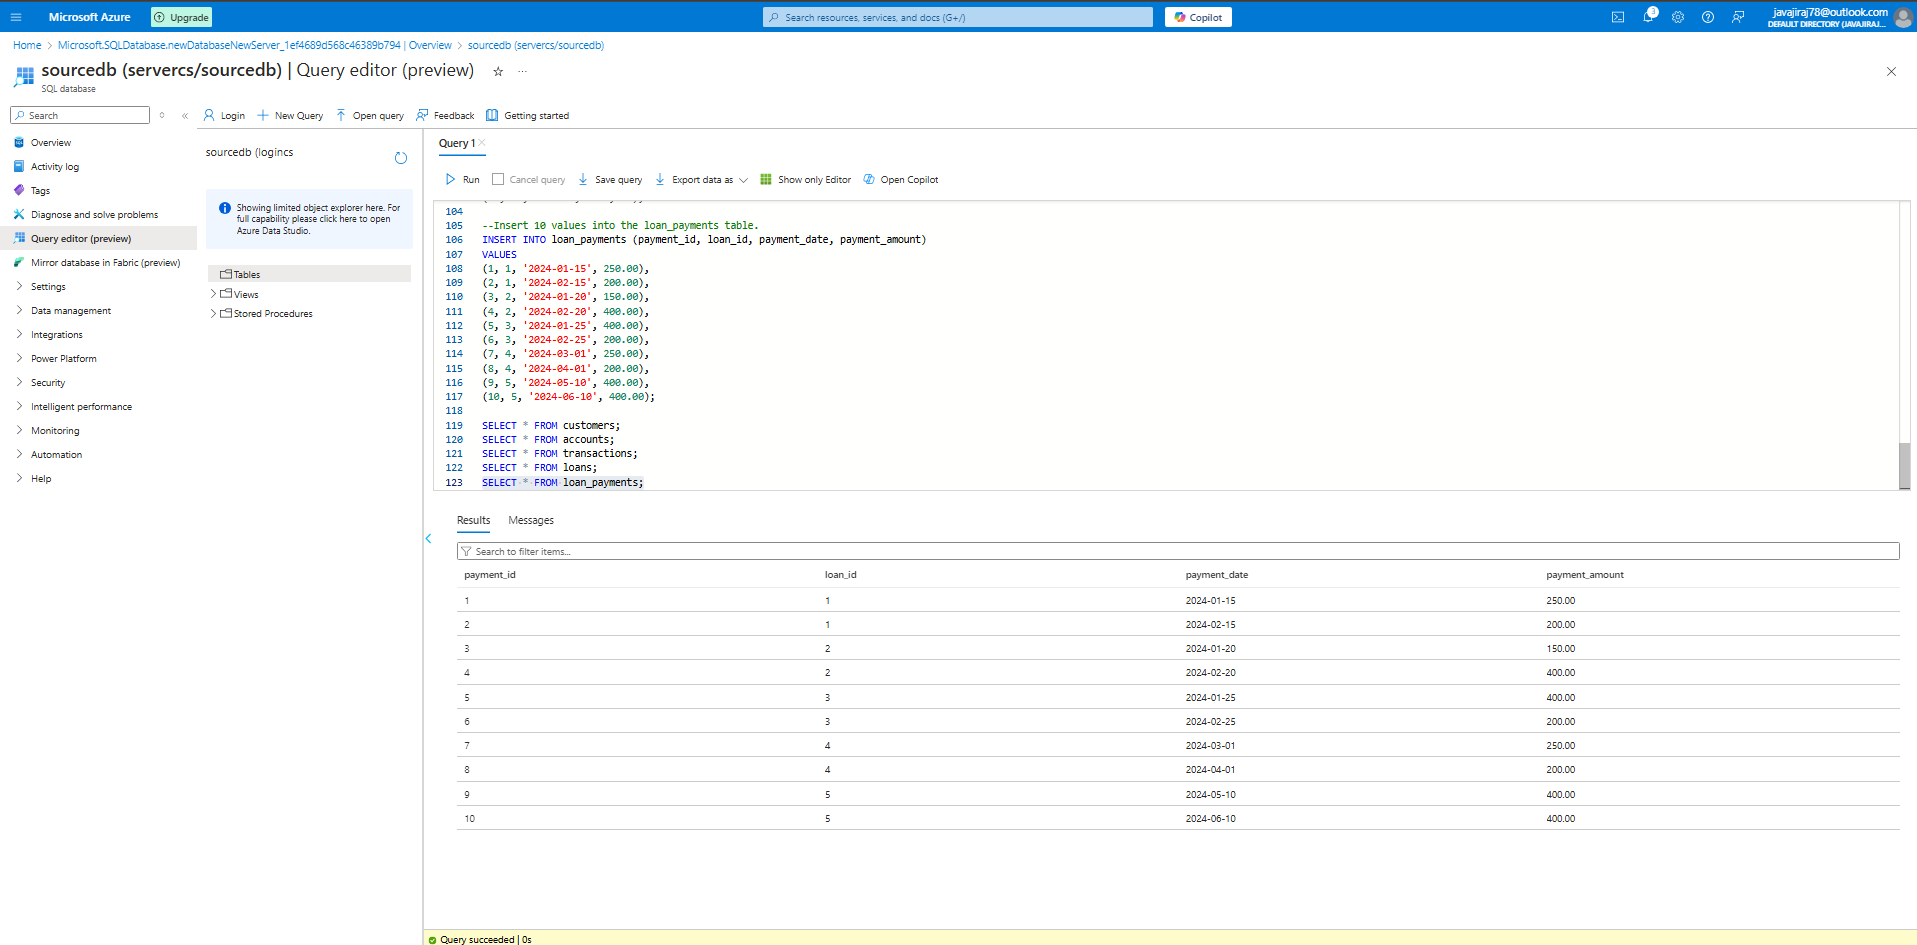 Microsoft Azure
Upgrade
Search resources, services, and docs (G+/)
Copilot
3
javajiraj78@outlook.com
DEFAULT DIRECTORY (JAVAJIRAJ...
Home > Microsoft.SQLDatabase.newDatabaseNewServer_1ef4689d568c46389b794 | Overview > sourcedb (servercs/sourcedb)
sourcedb (servercs/sourcedb) | Query editor (preview)
SQL database
Search
Login
New Query
Open query
Feedback
Getting started
Overview
Activity log
Tags
Diagnose and solve problems
Query editor (preview)
Mirror database in Fabric (preview)
Settings
Data management
Integrations
Power Platform
Security
Intelligent performance
Monitoring
Automation
Help
sourcedb (logincs
Showing limited object explorer here. For
full capability please click here to open
Azure Data Studio.
Tables
Views
Stored Procedures
Query 1
Run
Cancel query
Save query
Export data as
Show only Editor
Open Copilot
104
105 --Insert 10 values into the loan_payments table.
106 INSERT INTO loan_payments (payment_id, loan_id, payment_date, payment_amount)
107 VALUES
108 (1, 1, '2024-01-15', 250.00),
109 (2, 1, '2024-02-15', 200.00),
110 (3, 2, '2024-01-20', 150.00),
111 (4, 2, '2024-02-20', 400.00),
112 (5, 3, '2024-01-25', 400.00),
113 (6, 3, '2024-02-25', 200.00),
114 (7, 4, '2024-03-01', 250.00),
115 (8, 4, '2024-04-01', 200.00),
116 (9, 5, '2024-05-10', 400.00),
117 (10, 5, '2024-06-10', 400.00);
118
119 SELECT * FROM customers;
120 SELECT * FROM accounts;
121 SELECT * FROM transactions;
122 SELECT * FROM loans;
123 SELECT * FROM loan_payments;
Results
Messages
Search to filter items...
payment_id loan_id payment_date payment_amount
1 1 2024-01-15 250.00
2 1 2024-02-15 200.00
3 2 2024-01-20 150.00
4 2 2024-02-20 400.00
5 3 2024-01-25 400.00
6 3 2024-02-25 200.00
7 4 2024-03-01 250.00
8 4 2024-04-01 200.00
9 5 2024-05-10 400.00
10 5 2024-06-10 400.00
Query succeeded | 0s